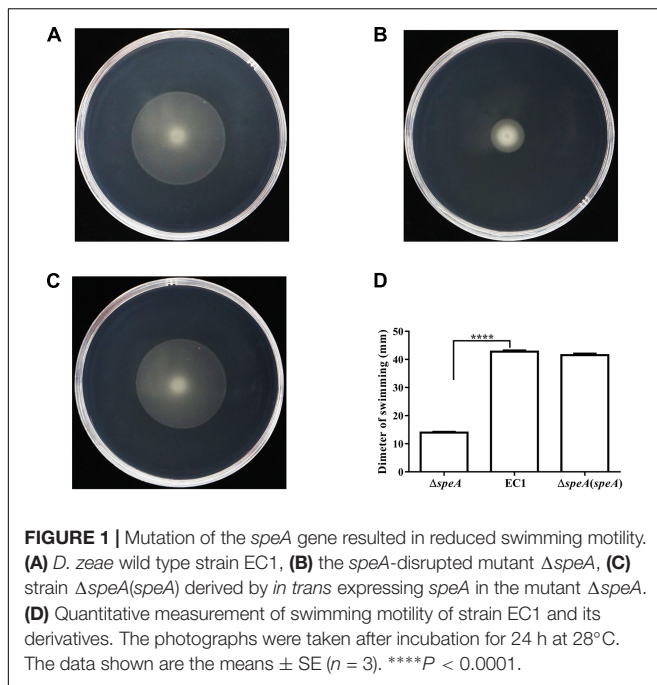 A
B
C
D
Dimeter of swimming (mm)
50
40
30
20
10
0
****
ΔspeA
EC1
ΔspeA(speA)
FIGURE 1 | Mutation of the speA gene resulted in reduced swimming motility.
(A) D. zeae wild type strain EC1, (B) the speA-disrupted mutant ΔspeA, (C)
strain ΔspeA(speA) derived by in trans expressing speA in the mutant ΔspeA.
(D) Quantitative measurement of swimming motility of strain EC1 and its
derivatives. The photographs were taken after incubation for 24 h at 28°C.
The data shown are the means ± SE (n = 3). ****P < 0.0001.